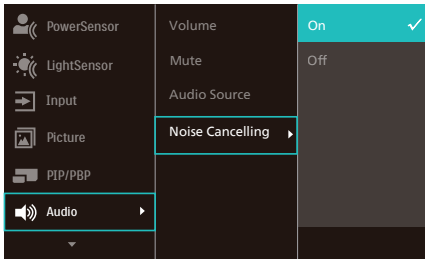 PowerSensor
LightSensor
Input
Picture
PIP/PBP
Audio
Volume
Mute
Audio Source
Noise Cancelling
On
Off